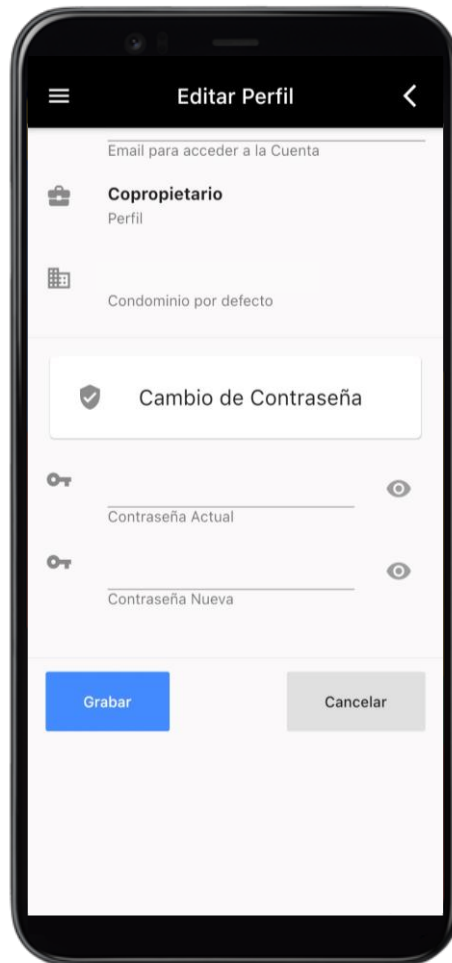 Editar Perfil
Email para acceder a la Cuenta
Copropietario
Perfil
Condominio por defecto
Cambio de Contraseña
Contraseña Actual
Contraseña Nueva
Grabar
Cancelar